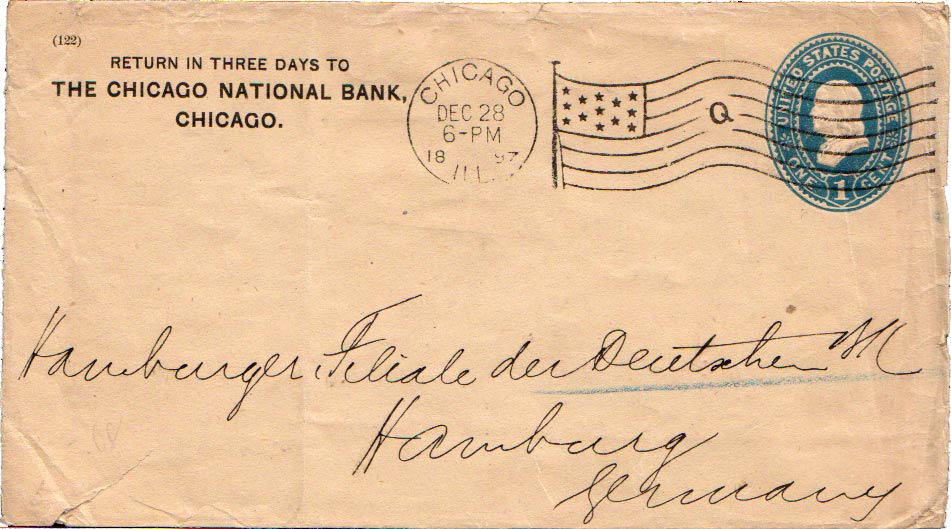 (122)
RETURN IN THREE DAYS TO
THE CHICAGO NATIONAL BANK,
CHICAGO.
CHICAGO
DEC 28
6-PM
18 97
ILL.
Q
UNITED STATES POSTAGE
ONE 1 CENT
Hamburger Filiale der Deutschen
Hamburg
Germany